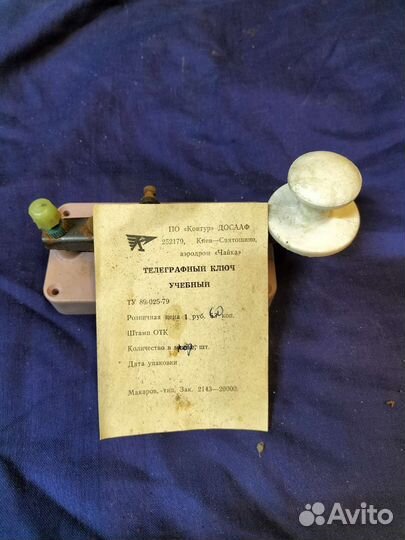 ПО «Контур» ДОСААФ
252179, Киев—Святошино,
аэродром «Чайка»
ТЕЛЕГРАФНЫЙ КЛЮЧ
УЧЕБНЫЙ
ТУ 89-025-79
Розничная цена 1 руб. 60 коп.
Штамп ОТК
Количество в шт.
Дата упаковки
Макаров, тип. Зак. 2143—20000.
Avito